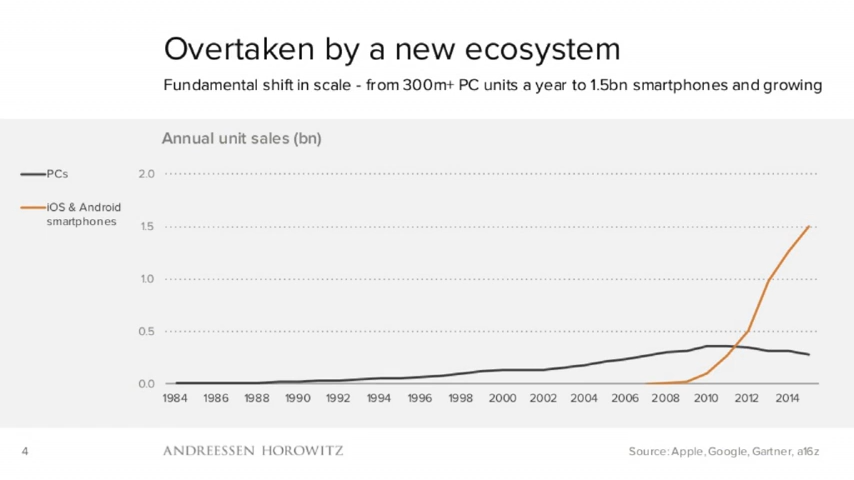 Overtaken by a new ecosystem
Fundamental shift in scale - from 300m+ PC units a year to 1.5bn smartphones and growing
Annual unit sales (bn)
PCs
iOS & Android
smartphones
2.0
1.5
1.0
0.5
0.0
1984 1986 1988 1990 1992 1994 1996 1998 2000 2002 2004 2006 2008 2010 2012 2014
4
ANDREESSEN HOROWITZ
Source: Apple, Google, Gartner, a16z